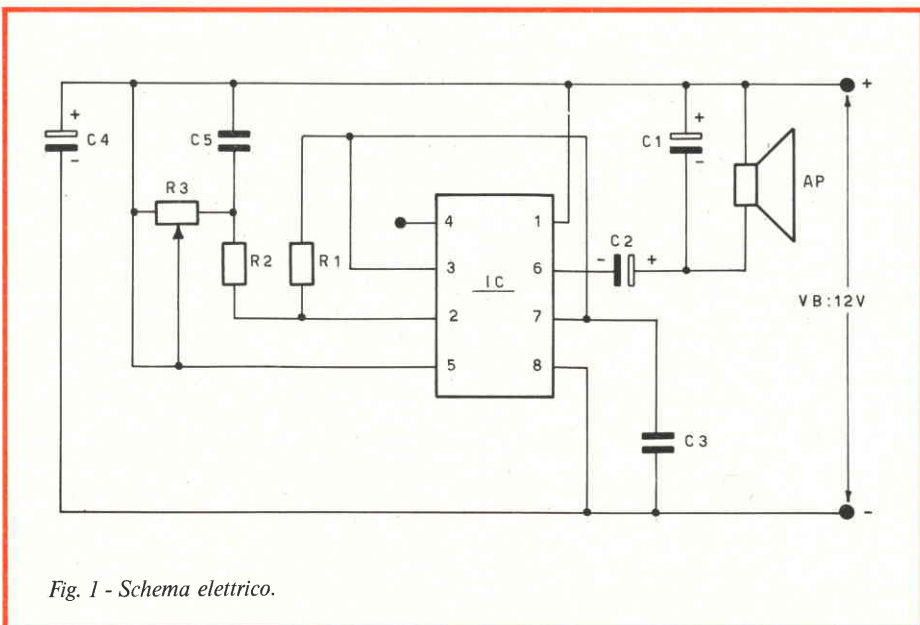 +
+
C4
-
C5
R3
R2
R1
4
3
2
5
IC
1
6
7
8
C2
-
+
+
C1
-
AP
VB:12V
C3
-
Fig. 1 - Schema elettrico.